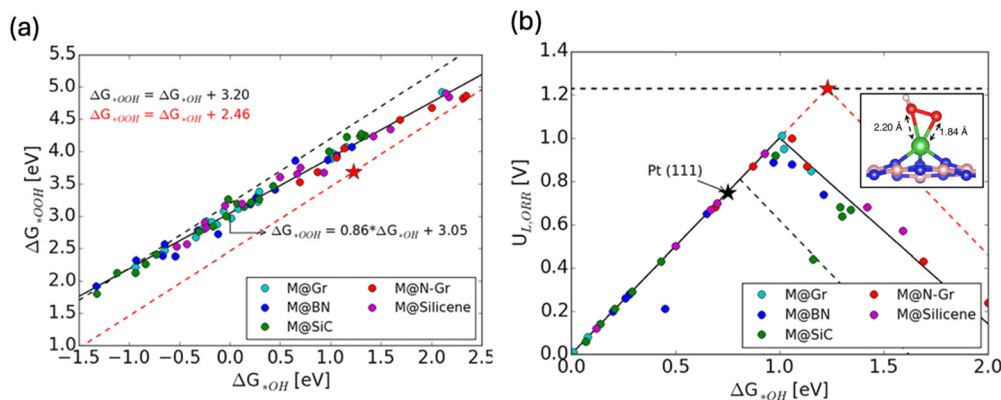 (a)
ΔG*OOH = ΔG*OH + 3.20
ΔG*OOH = ΔG*OH + 2.46
ΔG*OOH = 0.86*ΔG*OH + 3.05
M@Gr
M@BN
M@SiC
M@N-Gr
M@Silicene
5.5
5.0
4.5
4.0
3.5
3.0
2.5
2.0
1.5
1.0
ΔG*OOH [eV]
−1.5 −1.0 −0.5 0.0 0.5 1.0 1.5 2.0 2.5
ΔG*OH [eV]
(b)
1.4
1.2
1.0
0.8
0.6
0.4
0.2
0.0
UL,ORR [V]
Pt (111)
2.20 Å
1.84 Å
M@Gr
M@BN
M@SiC
M@N-Gr
M@Silicene
0.0 0.5 1.0 1.5 2.0
ΔG*OH [eV]